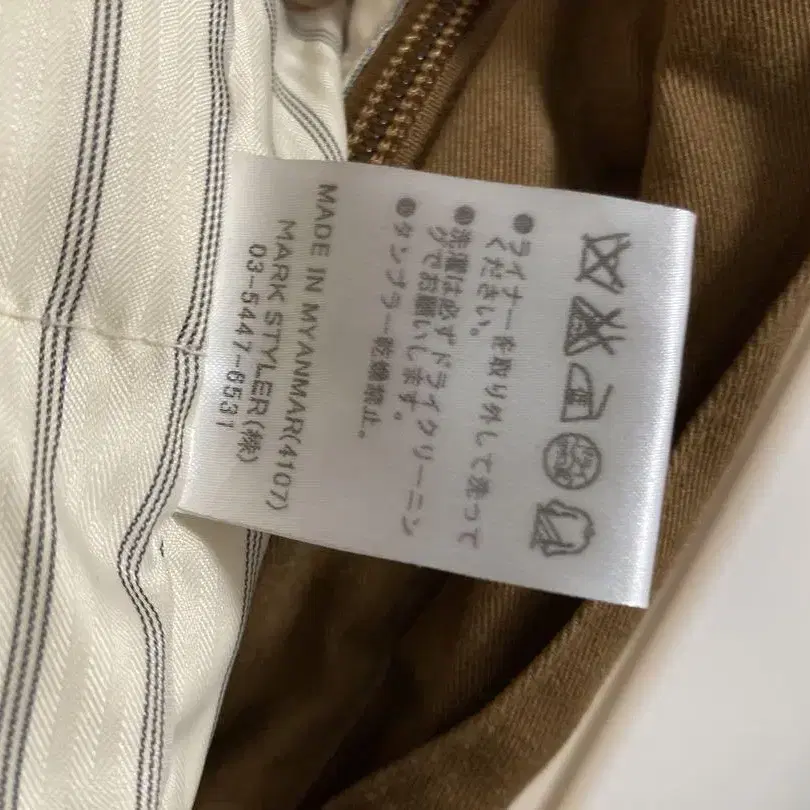 ●ライナーを取り外して洗って
ください。
●洗濯は必ずドライクリーニン
グでお願いします。
●タンブラー乾燥禁止。
MADE IN MYANMAR(4107)
MARK STYLER(株)
03-5447-6531